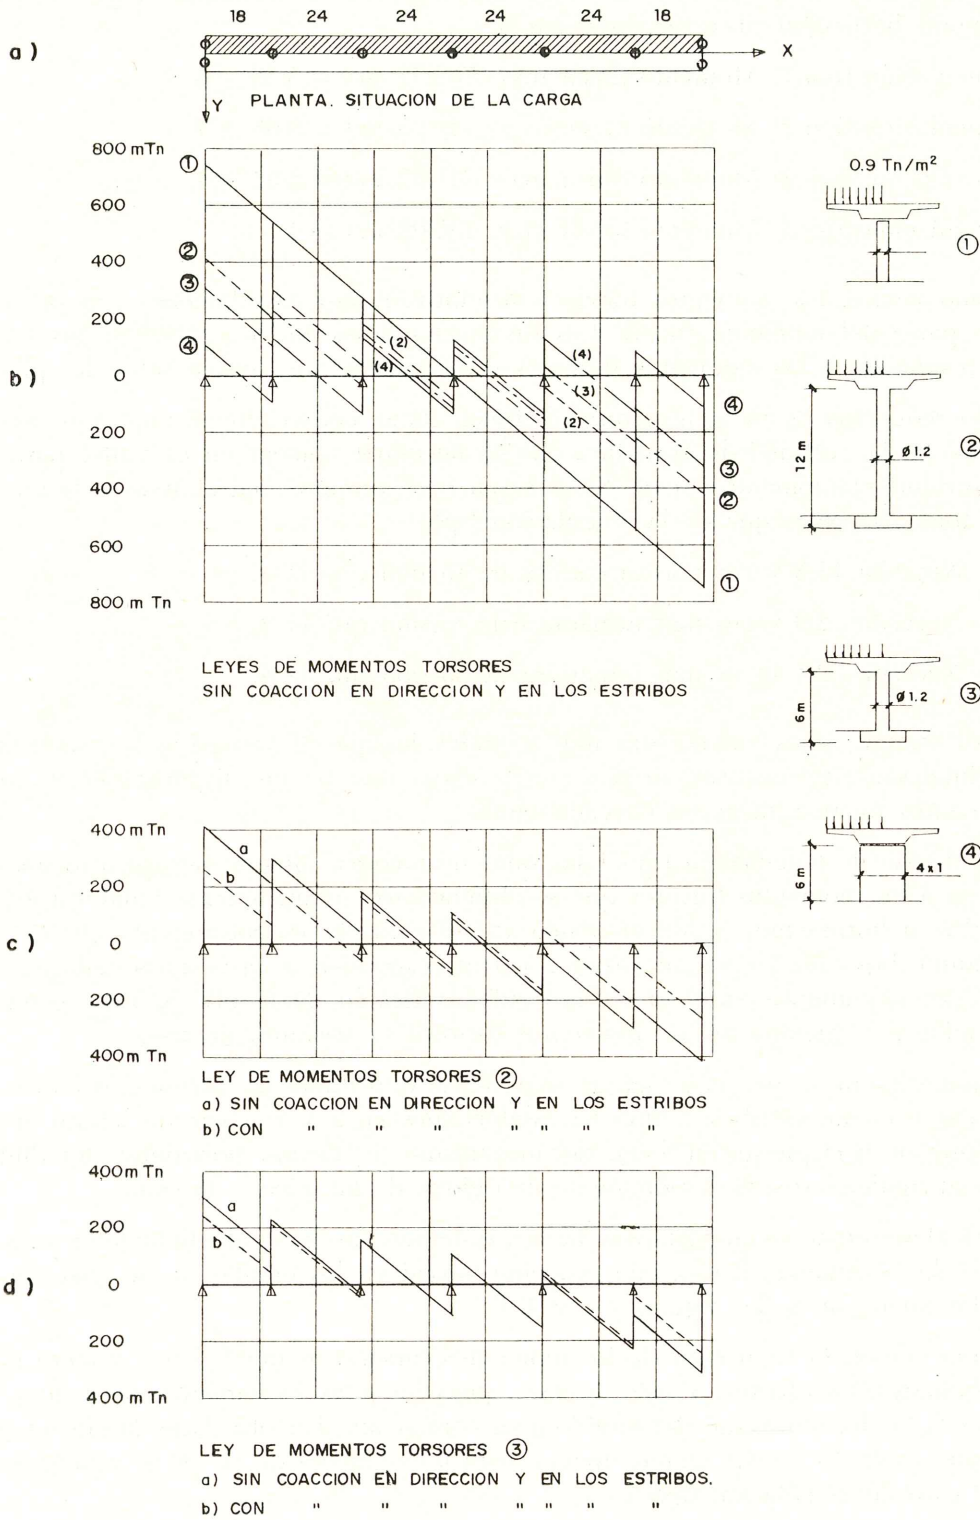 18 24 24 24 24 18
a)
X
Y PLANTA. SITUACION DE LA CARGA
800 mTn
600
400
200
0
200
400
600
800 m Tn
b)
①
②
③
④
(2)
(4)
(4)
(3)
(2)
④
③
②
①
0.9 Tn/m²
①
12 m
Ø1.2
②
6 m
Ø1.2
③
6 m
4 x 1
④
LEYES DE MOMENTOS TORSORES
SIN COACCION EN DIRECCION Y EN LOS ESTRIBOS
c)
400 m Tn
200
0
200
400 m Tn
a
b
LEY DE MOMENTOS TORSORES ②
a) SIN COACCION EN DIRECCION Y EN LOS ESTRIBOS
b) CON " " " " " " "
d)
400 m Tn
200
0
200
400 m Tn
a
b
LEY DE MOMENTOS TORSORES ③
a) SIN COACCION EN DIRECCION Y EN LOS ESTRIBOS.
b) CON " " " " " " "